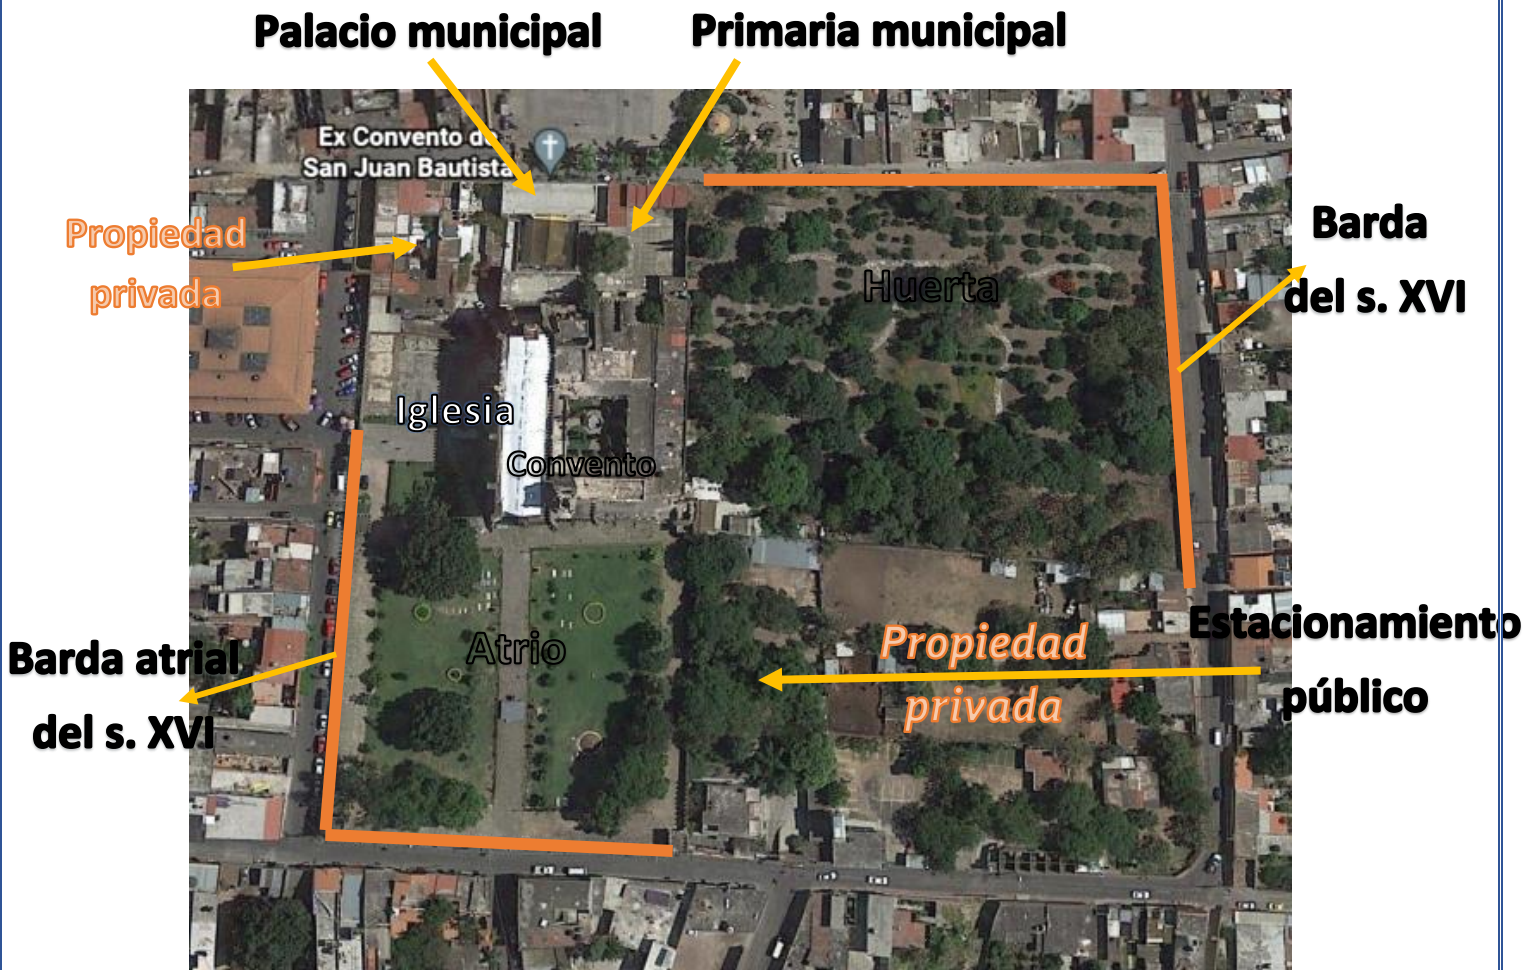 Palacio municipal
Primaria municipal
Ex Convento de
San Juan Bautista
Propiedad
privada
Barda
del s. XVI
Huerta
Iglesia
Convento
Atrio
Barda atrial
del s. XVI
Propiedad
privada
Estacionamiento
público